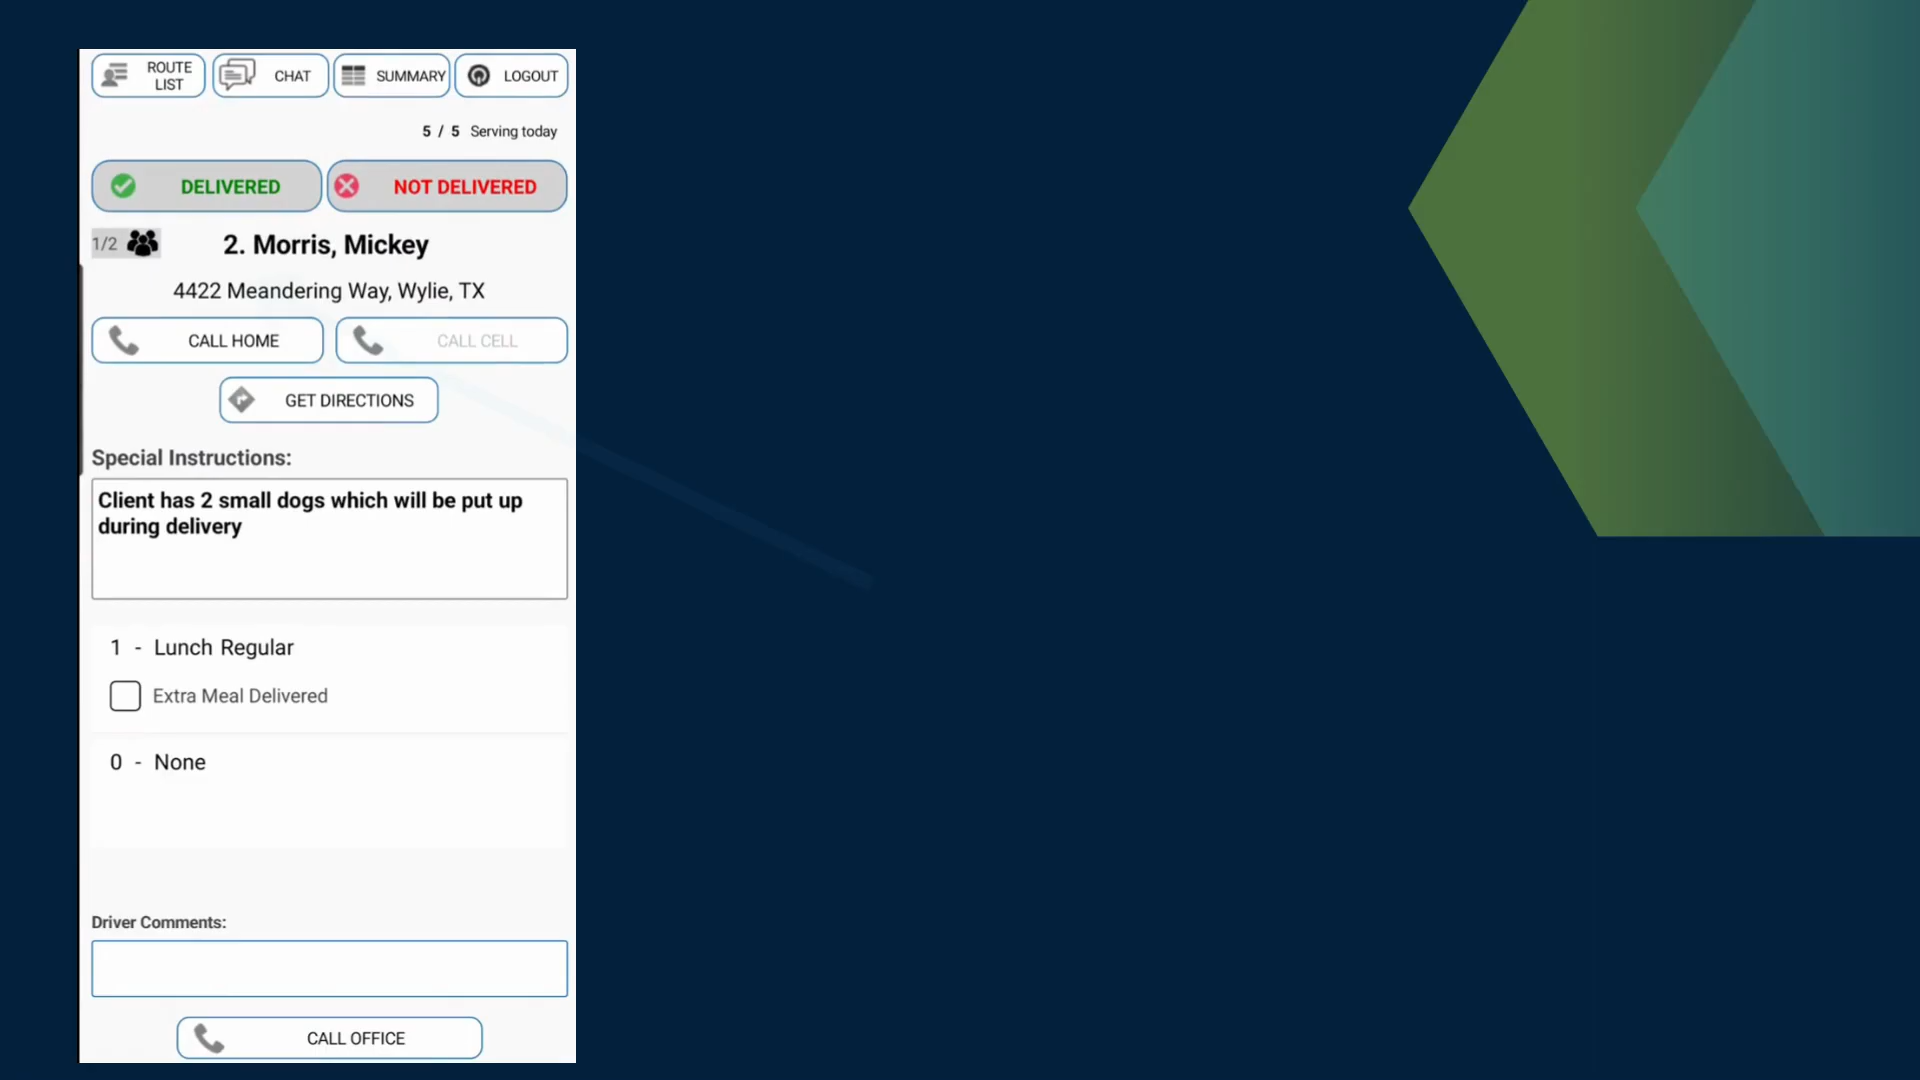 ROUTE
LIST
CHAT
SUMMARY
LOGOUT
5 / 5 Serving today
DELIVERED
NOT DELIVERED
1/2
2. Morris, Mickey
4422 Meandering Way, Wylie, TX
CALL HOME
CALL CELL
GET DIRECTIONS
Special Instructions:
Client has 2 small dogs which will be put up
during delivery
1 - Lunch Regular
Extra Meal Delivered
0 - None
Driver Comments:
CALL OFFICE